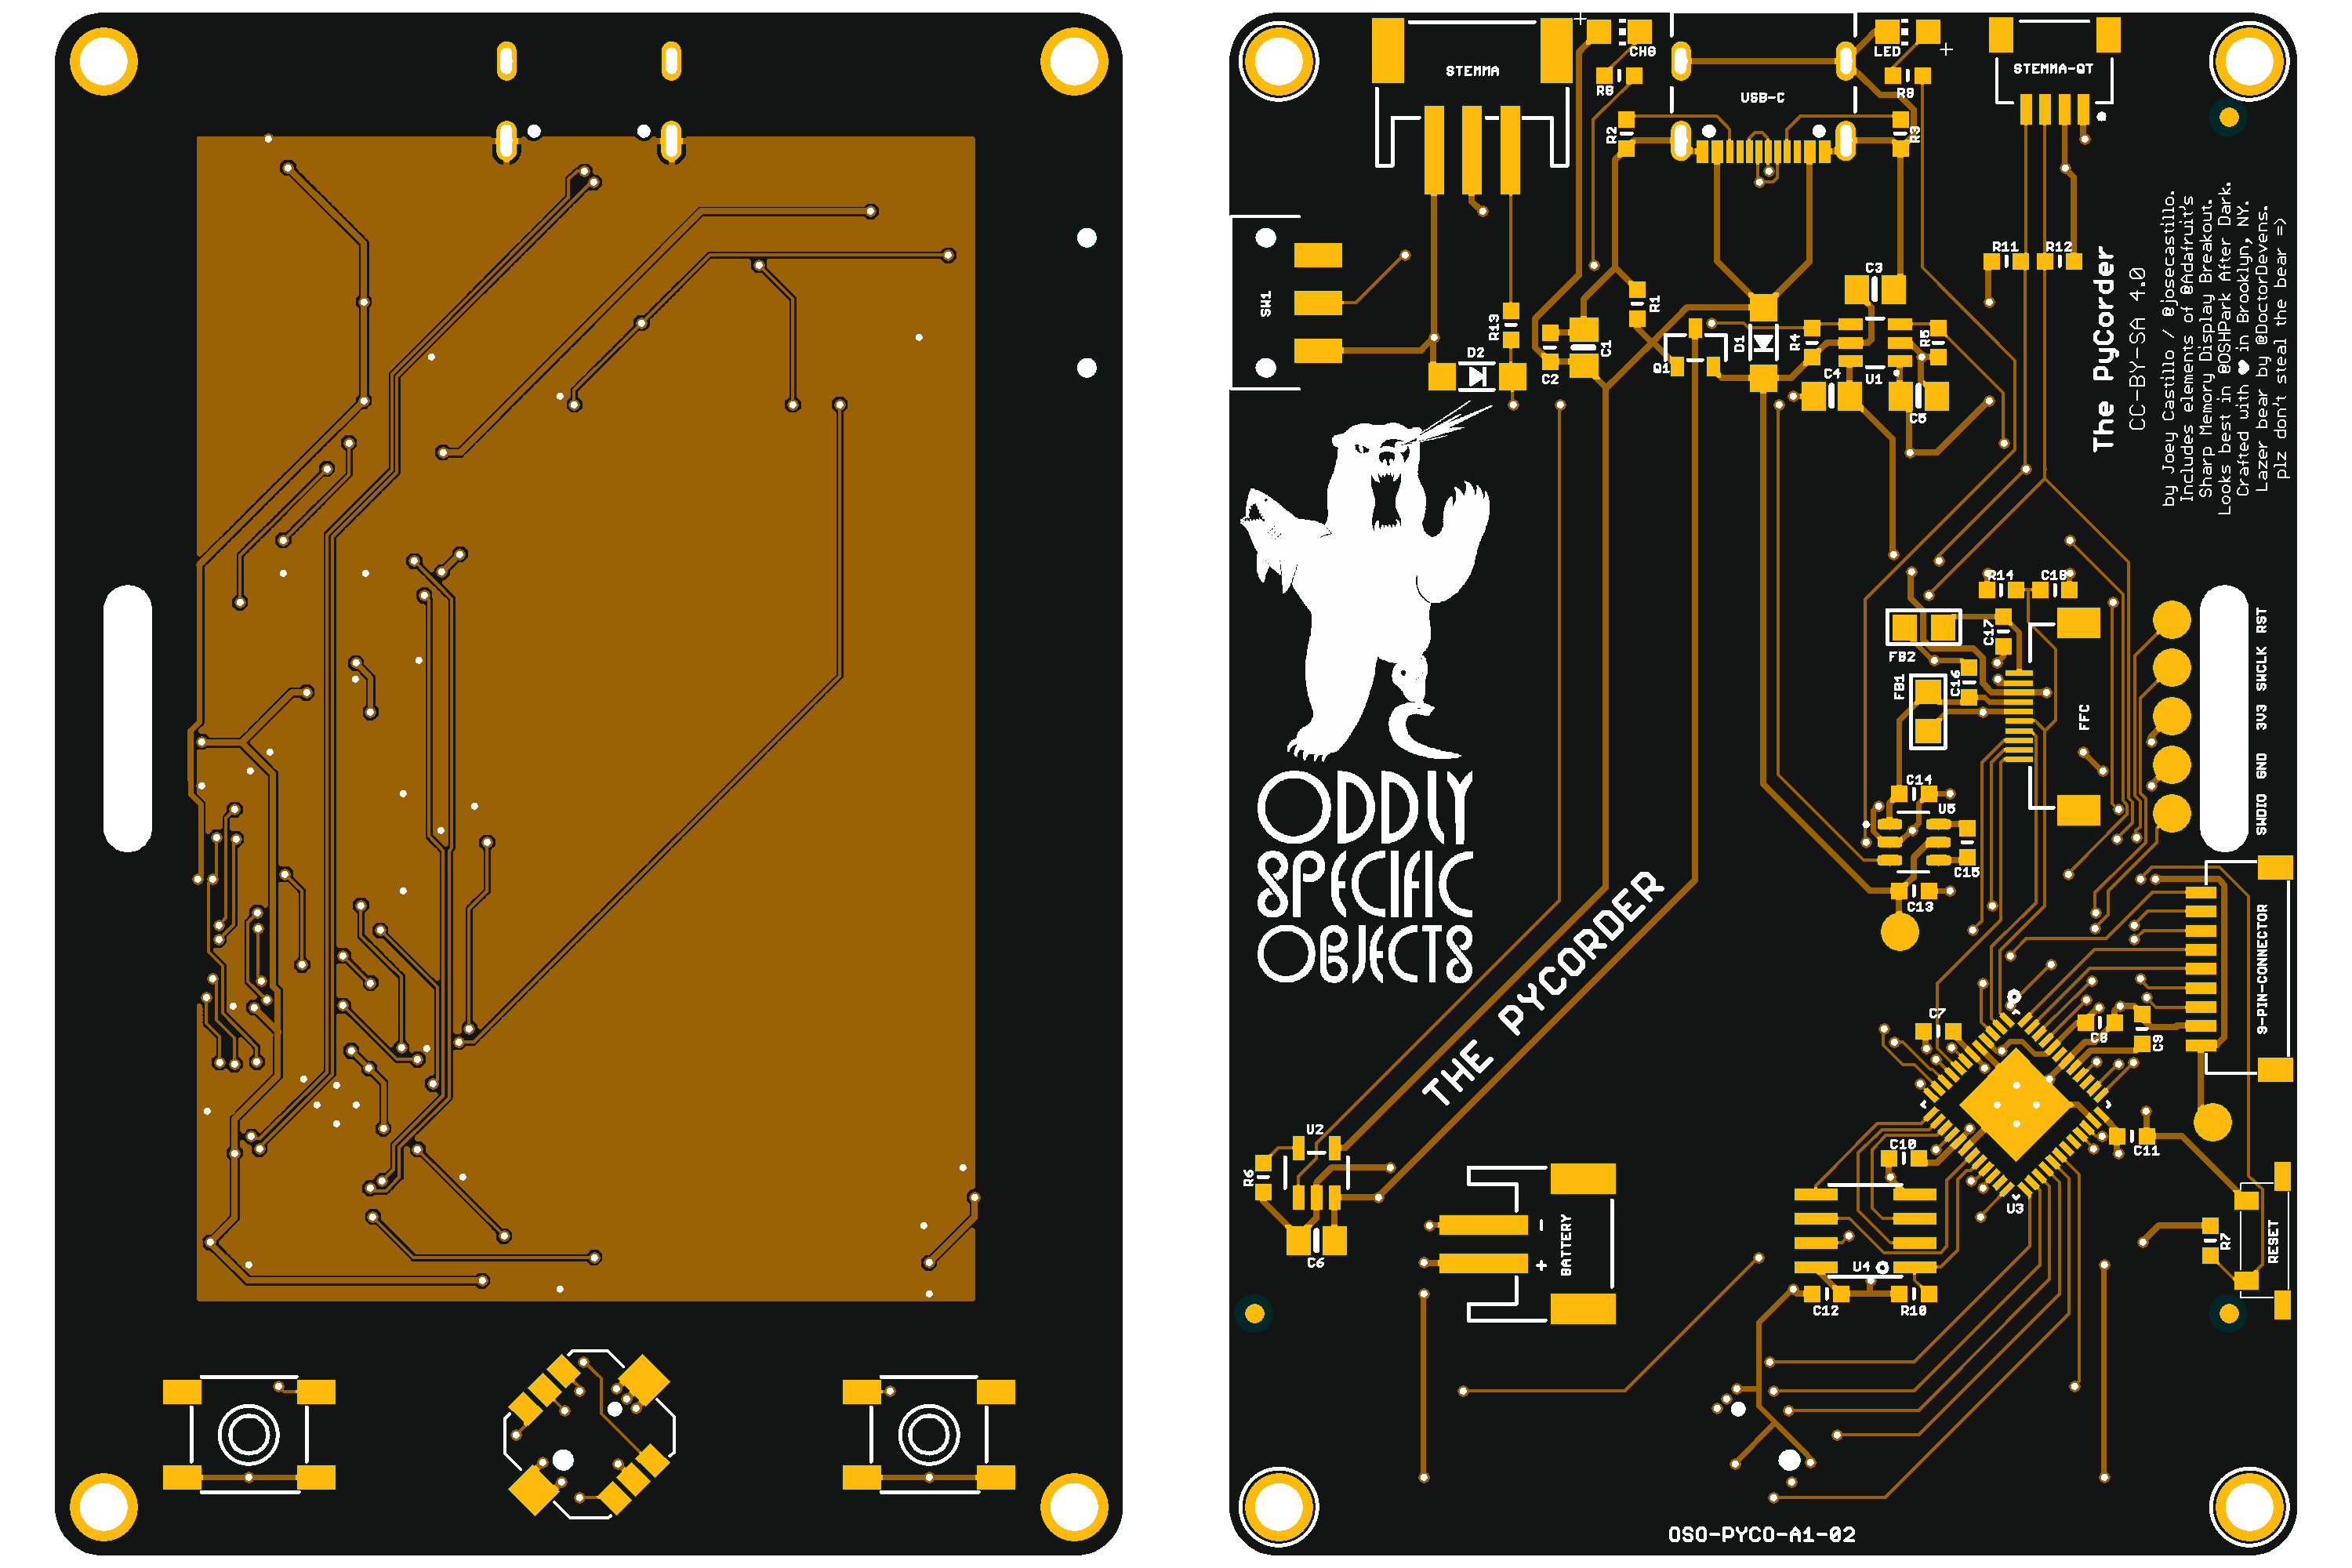 STEMMA
CH8
R8
USB-C
LED
R9
STEMMA-QT
R2
R3
SW1
R13
D2
C2
C1
R1
Q1
D1
R4
C3
R5
C4
U1
C5
R11
R12
The PyCorder
CC-BY-SA 4.0
by Joey Castillo / @josecastillo.
Includes elements of @Adafruit's
Sharp Memory Display Breakout.
Looks best in @OSHPark After Dark.
Crafted with ♥ in Brooklyn, NY.
Lazer bear by @DoctorDevens.
plz don't steal the bear =)
R14
C18
C17
FB2
FB1
C16
FFC
RST
SWCLK
3V3
GND
SWDIO
C14
U5
C15
C13
ODDLY
SPECIFIC
OBJECTS
THE PYCORDER
9-PIN-CONNECTOR
C7
C8
C9
C10
C11
U3
U2
R6
C6
-
+
BATTERY
U4
C12
R10
R7
RESET
OSO-PYCO-A1-02